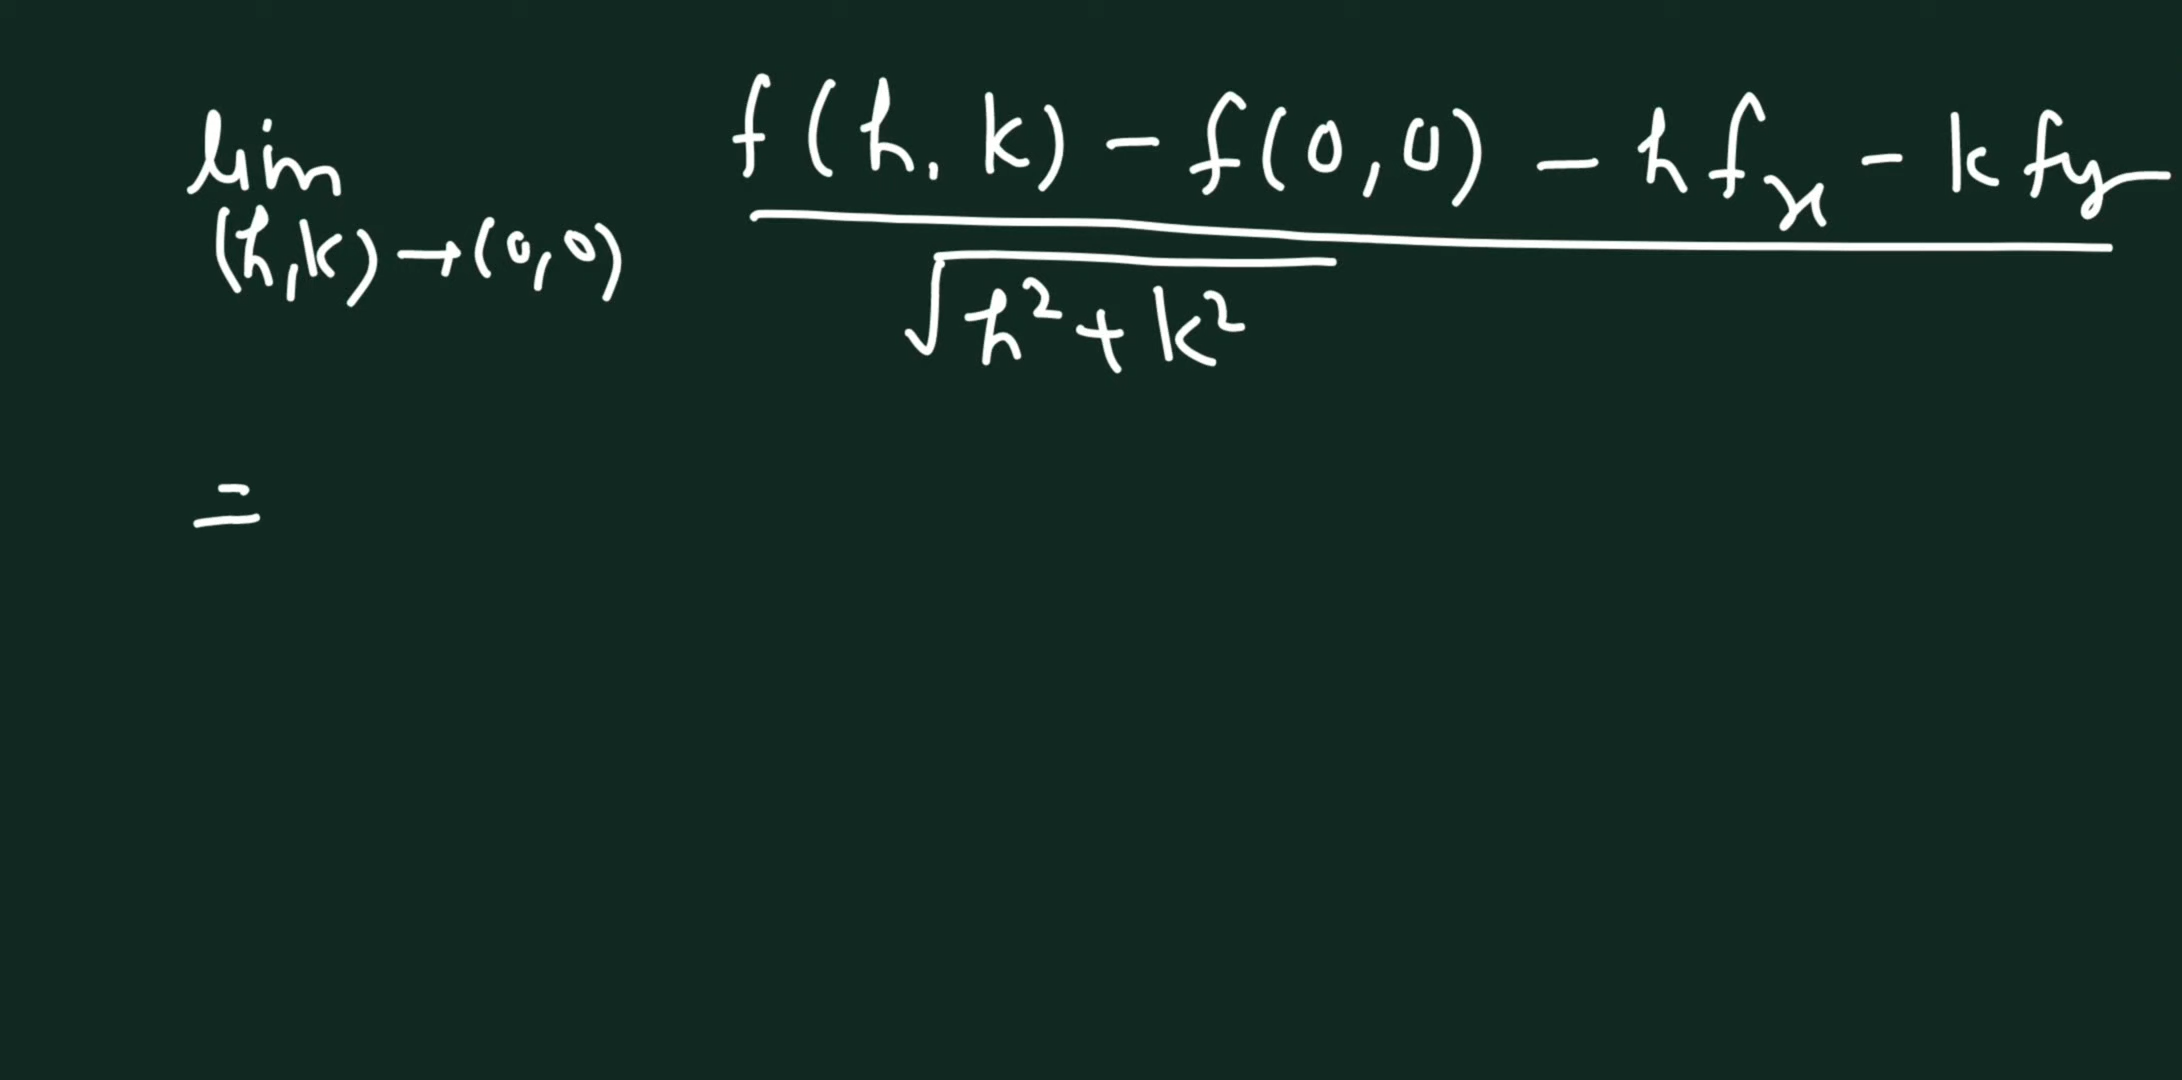 lim f(h, k) - f(0,0) - h fx - k fy
(h,k)→(0,0) √h²+k²
=